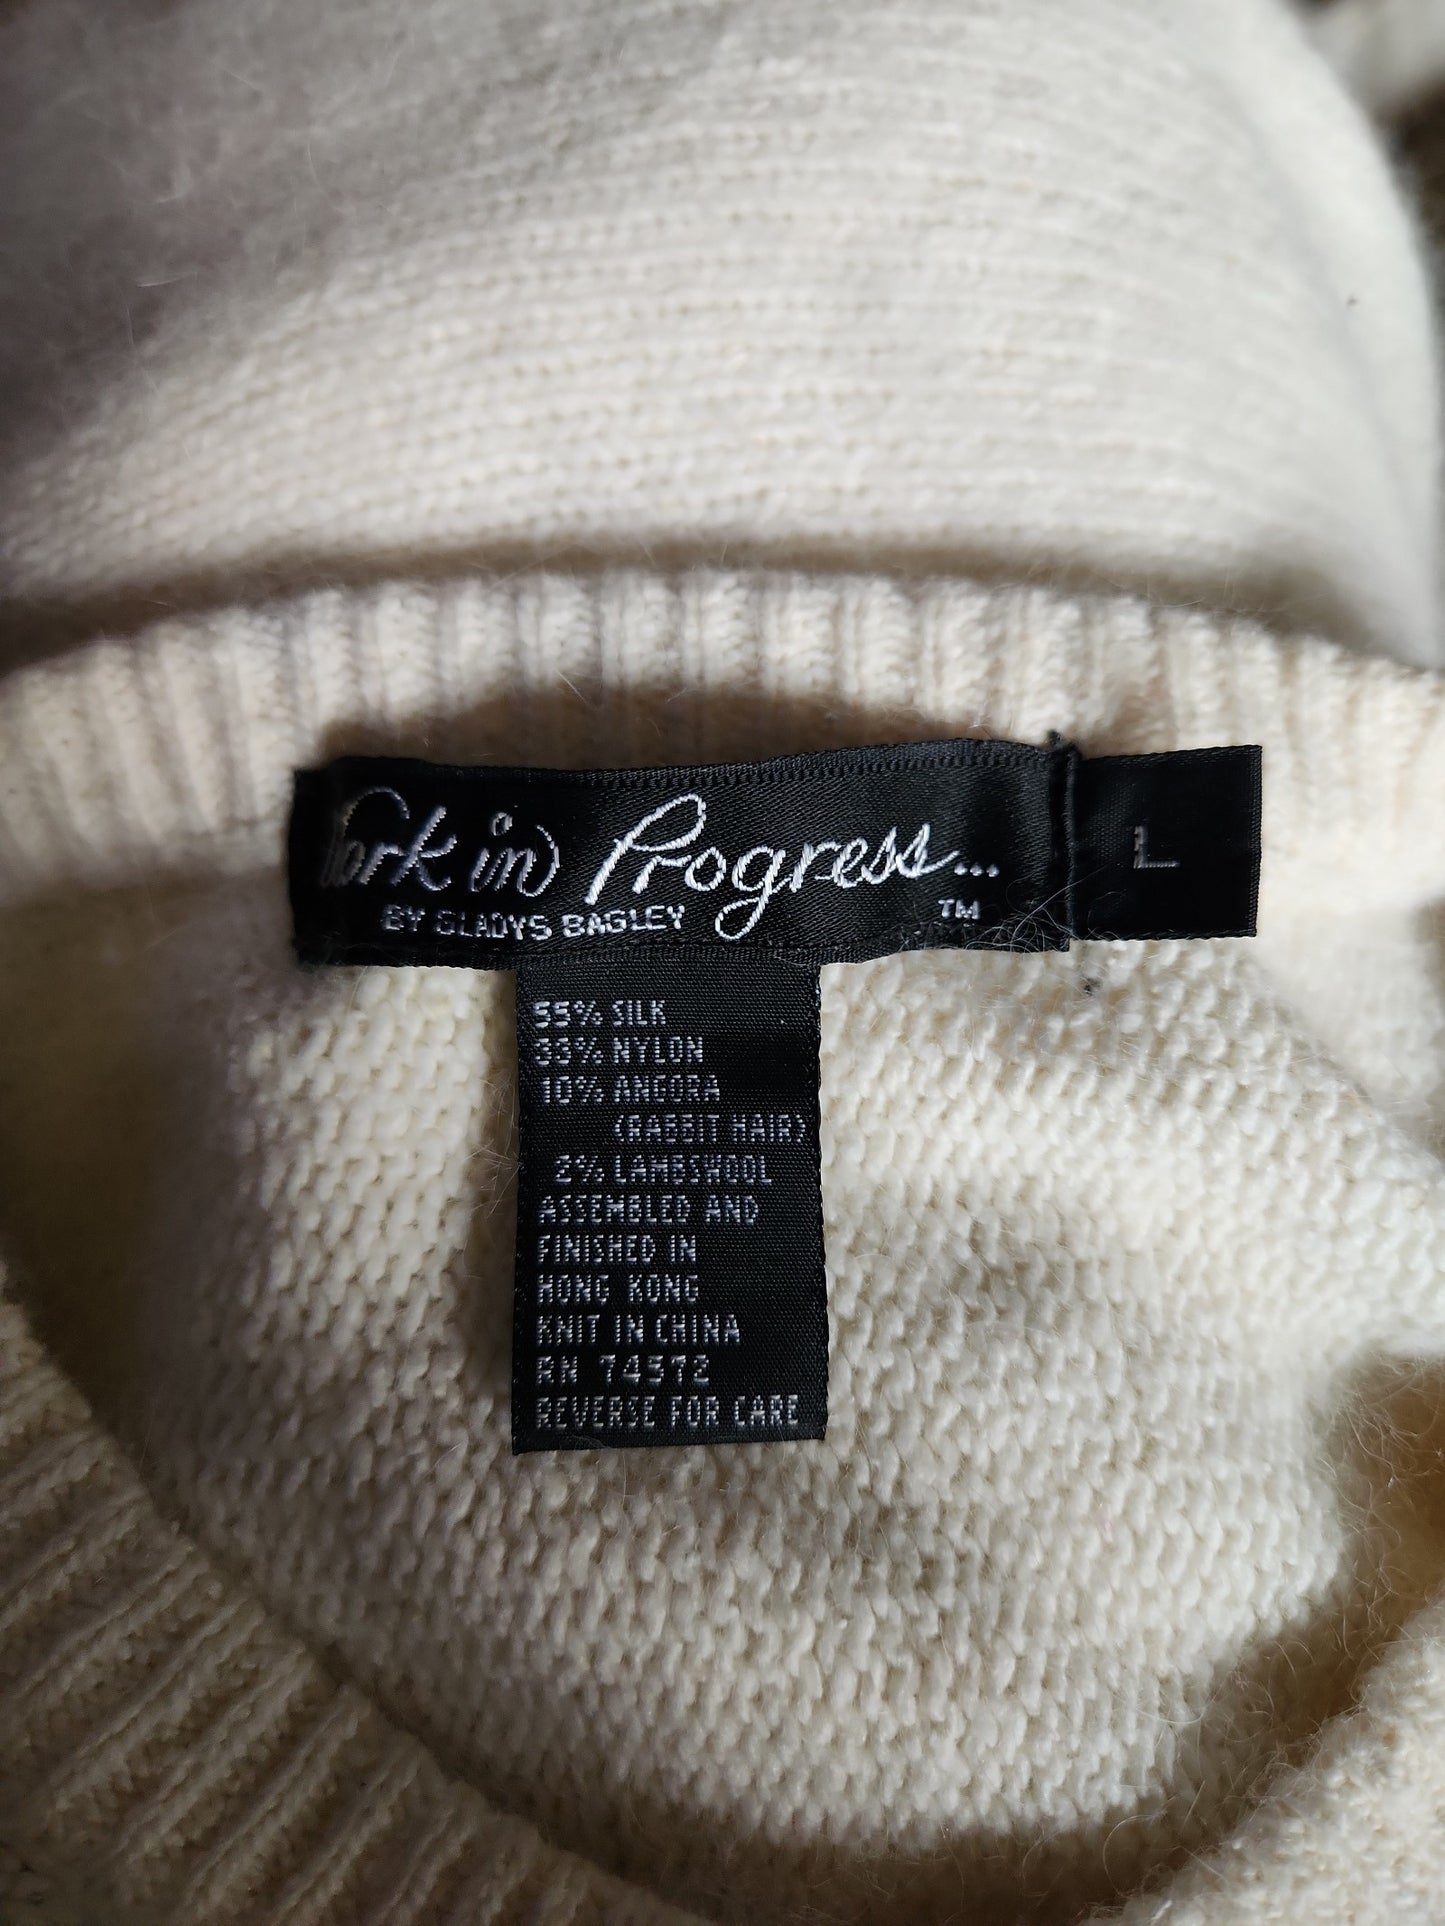 Work in Progress...
BY GLADYS BAGLEY TM
L
55% SILK
33% NYLON
10% ANGORA
(RABBIT HAIR)
2% LAMBSWOOL
ASSEMBLED AND
FINISHED IN
HONG KONG
KNIT IN CHINA
RN 74572
REVERSE FOR CARE